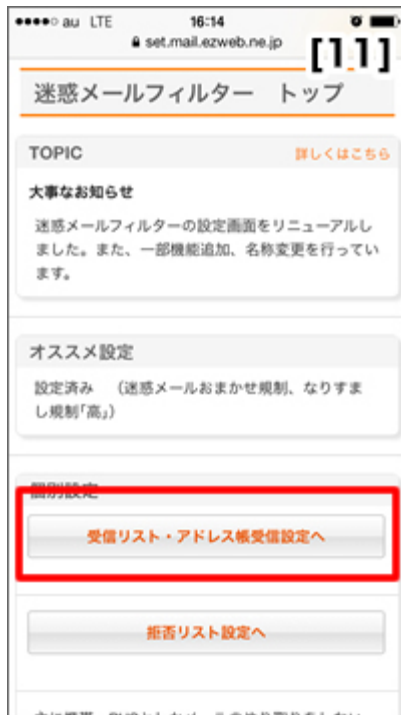 au LTE 16:14
set.mail.ezweb.ne.jp
[11]
迷惑メールフィルター トップ
TOPIC 詳しくはこちら
大事なお知らせ
迷惑メールフィルターの設定画面をリニューアルし
ました。また、一部機能追加、名称変更を行ってい
ます。
オススメ設定
設定済み (迷惑メールおまかせ規制、なりすま
し規制「高」)
個別設定
受信リスト・アドレス帳受信設定へ
拒否リスト設定へ